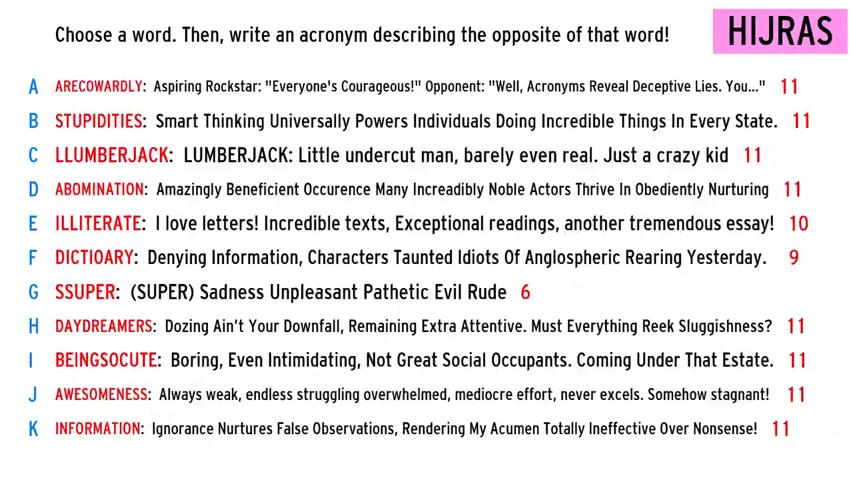 Choose a word. Then, write an acronym describing the opposite of that word!
HIJRAS
A ARECOWARDLY: Aspiring Rockstar: "Everyone's Courageous!" Opponent: "Well, Acronyms Reveal Deceptive Lies. You..." 11
B STUPIDITIES: Smart Thinking Universally Powers Individuals Doing Incredible Things In Every State. 11
C LLUMBERJACK: LUMBERJACK: Little undercut man, barely even real. Just a crazy kid 11
D ABOMINATION: Amazingly Beneficient Occurence Many Increadibly Noble Actors Thrive In Obediently Nurturing 11
E ILLITERATE: I love letters! Incredible texts, Exceptional readings, another tremendous essay! 10
F DICTIOARY: Denying Information, Characters Taunted Idiots Of Anglospheric Rearing Yesterday. 9
G SSUPER: (SUPER) Sadness Unpleasant Pathetic Evil Rude 6
H DAYDREAMERS: Dozing Ain't Your Downfall, Remaining Extra Attentive. Must Everything Reek Sluggishness? 11
I BEINGSOCUTE: Boring, Even Intimidating, Not Great Social Occupants. Coming Under That Estate. 11
J AWESOMENESS: Always weak, endless struggling overwhelmed, mediocre effort, never excels. Somehow stagnant! 11
K INFORMATION: Ignorance Nurtures False Observations, Rendering My Acumen Totally Ineffective Over Nonsense! 11